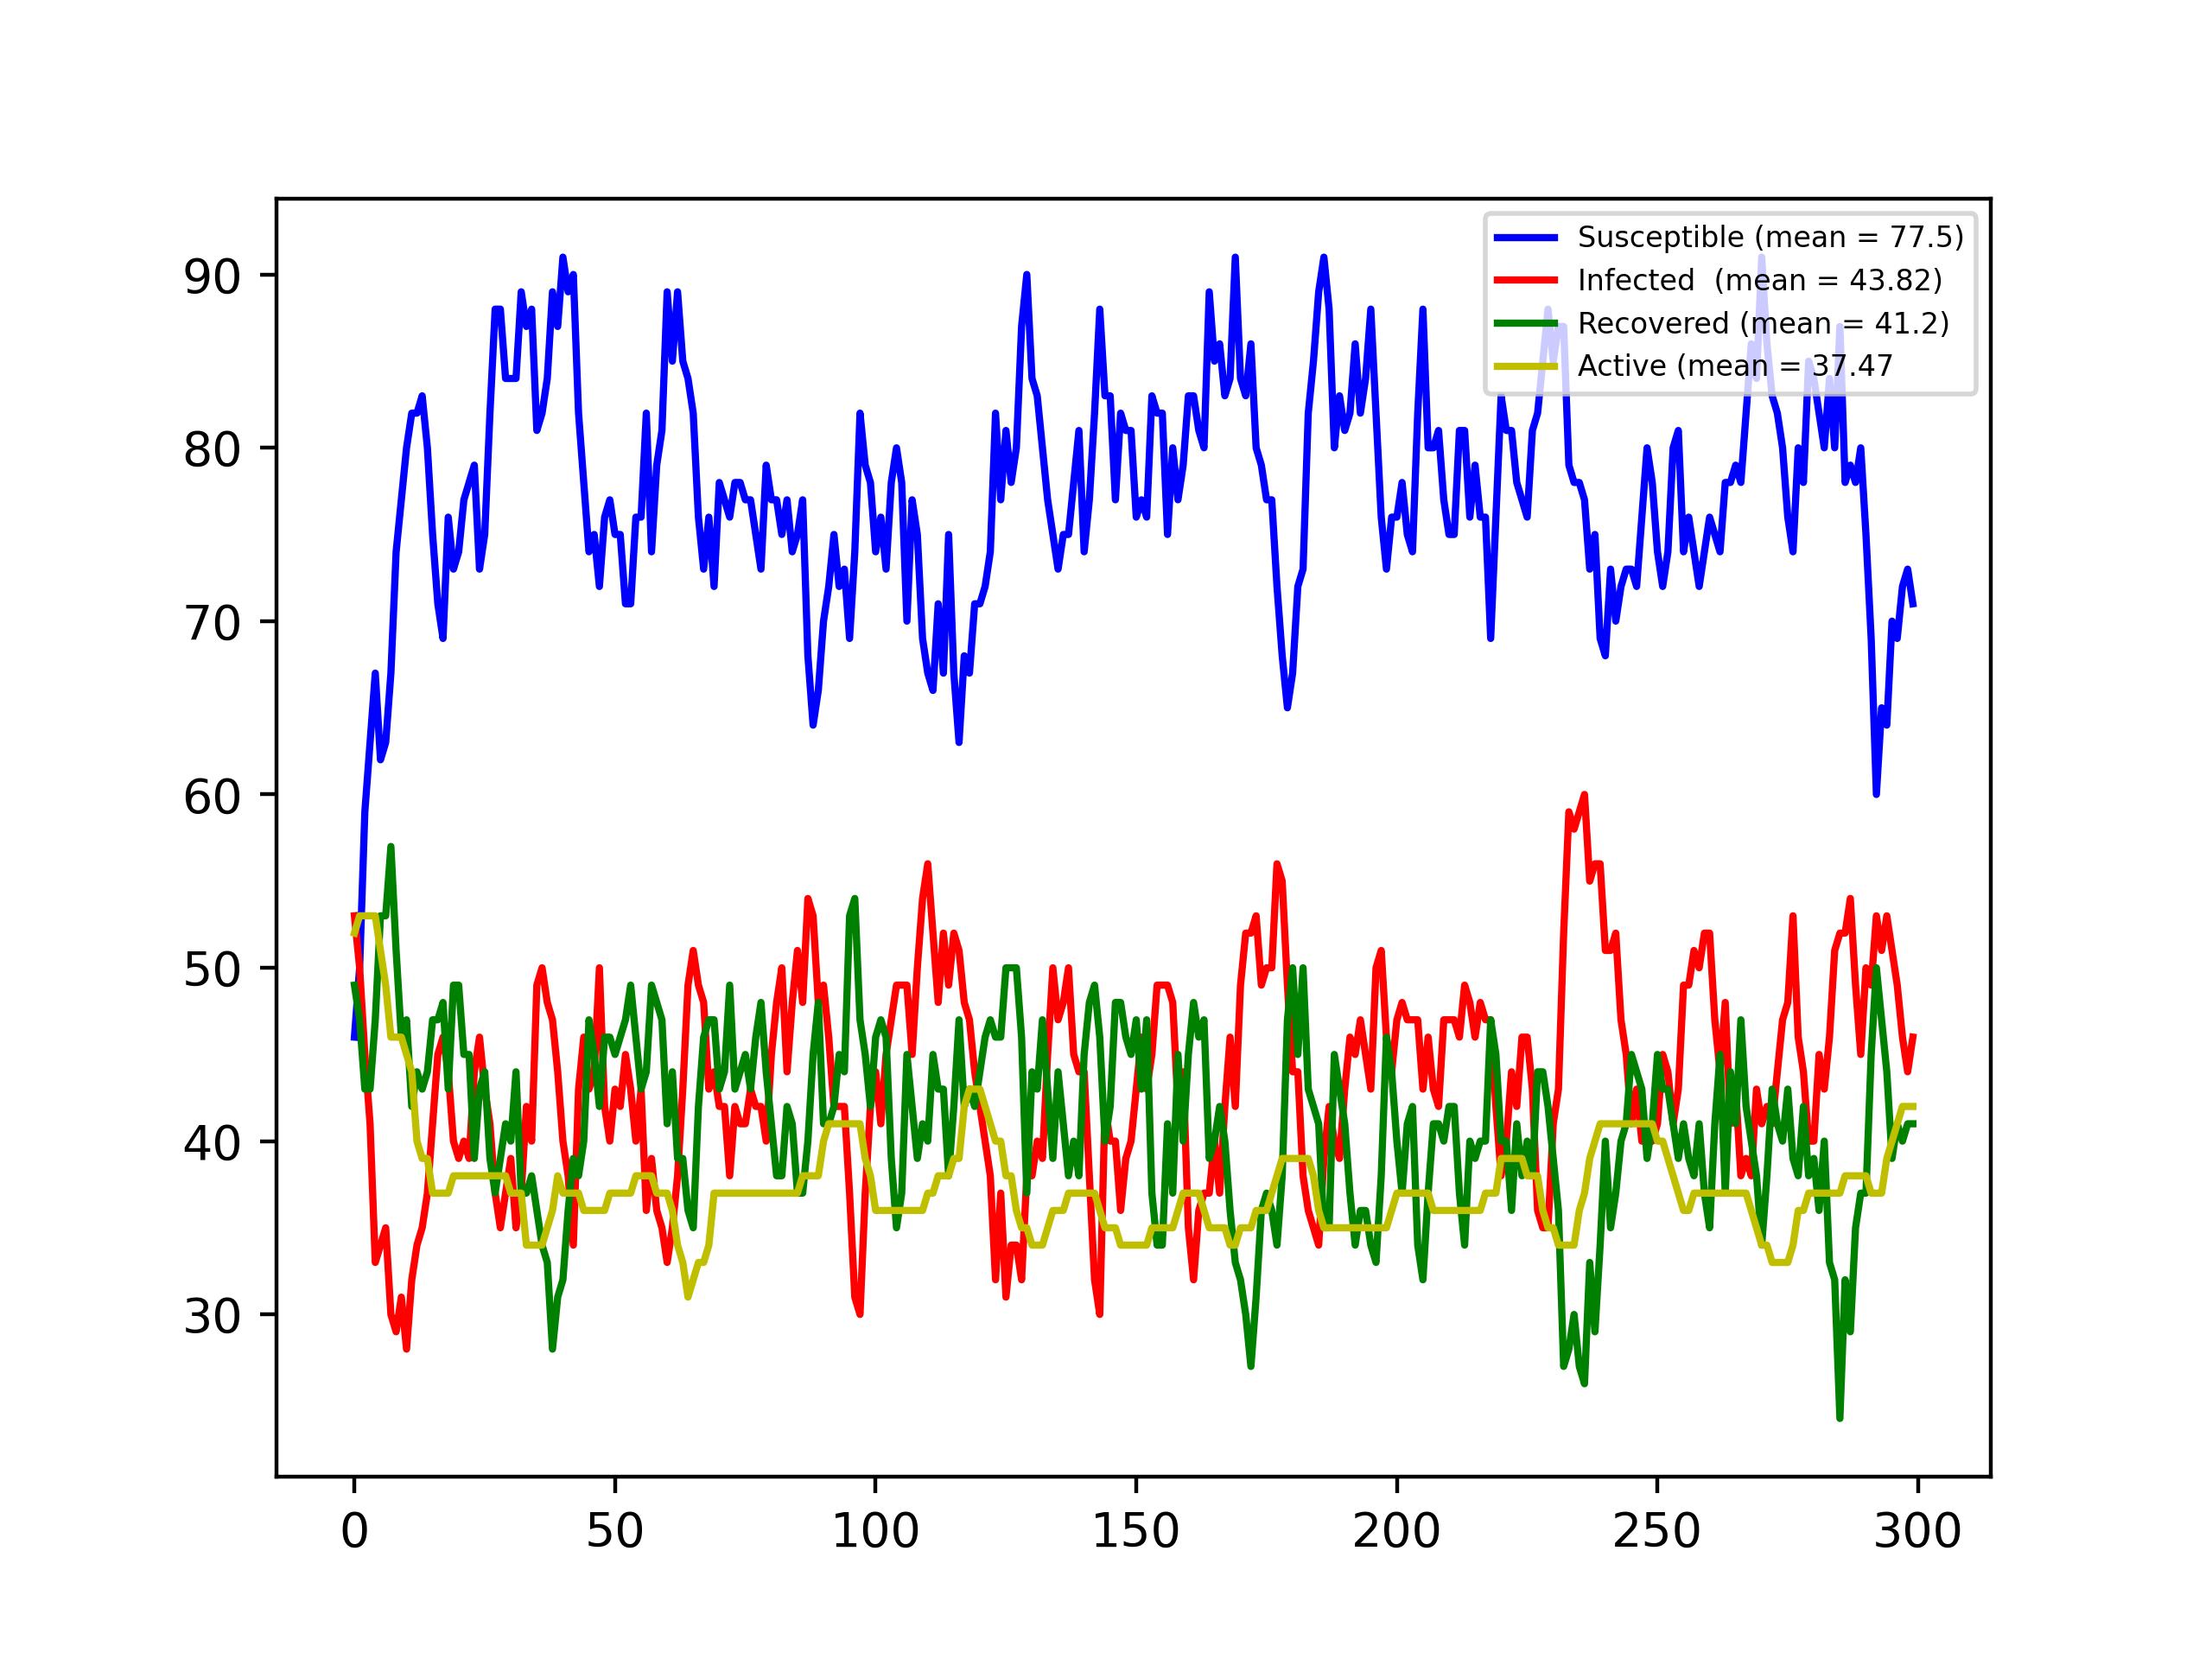 90
80
70
60
50
40
30
0 50 100 150 200 250 300
Susceptible (mean = 77.5)
Infected  (mean = 43.82)
Recovered (mean = 41.2)
Active (mean = 37.47